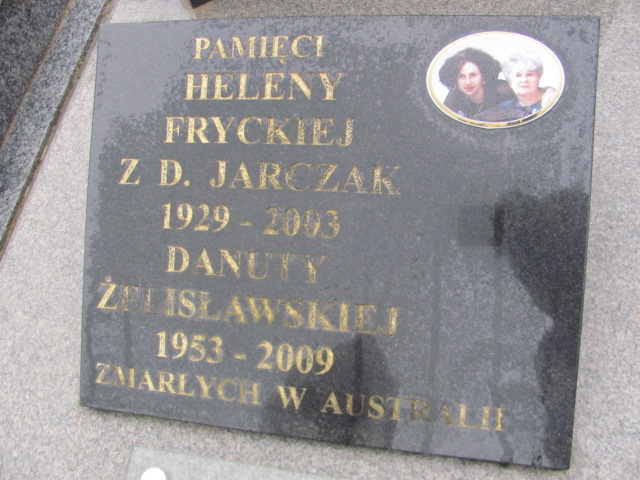 PAMIĘCI
HELENY
FRYCKIEJ
Z D. JARCZAK
1929 - 2003
DANUTY
ŻELISŁAWSKIEJ
1953 - 2009
ZMARŁYCH W AUSTRALII